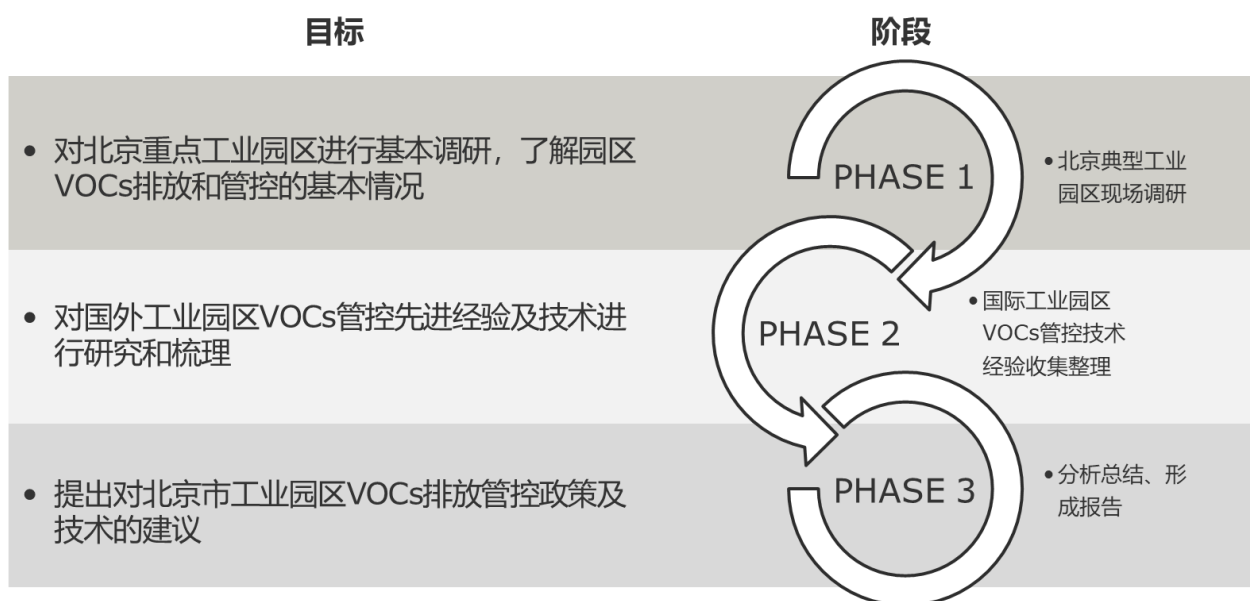 目标
阶段
• 对北京重点工业园区进行基本调研，了解园区
VOCs排放和管控的基本情况
PHASE 1
• 北京典型工业
园区现场调研
• 对国外工业园区VOCs管控先进经验及技术进
行研究和梳理
PHASE 2
• 国际工业园区
VOCs管控技术
经验收集整理
• 提出对北京市工业园区VOCs排放管控政策及
技术的建议
PHASE 3
• 分析总结、形
成报告